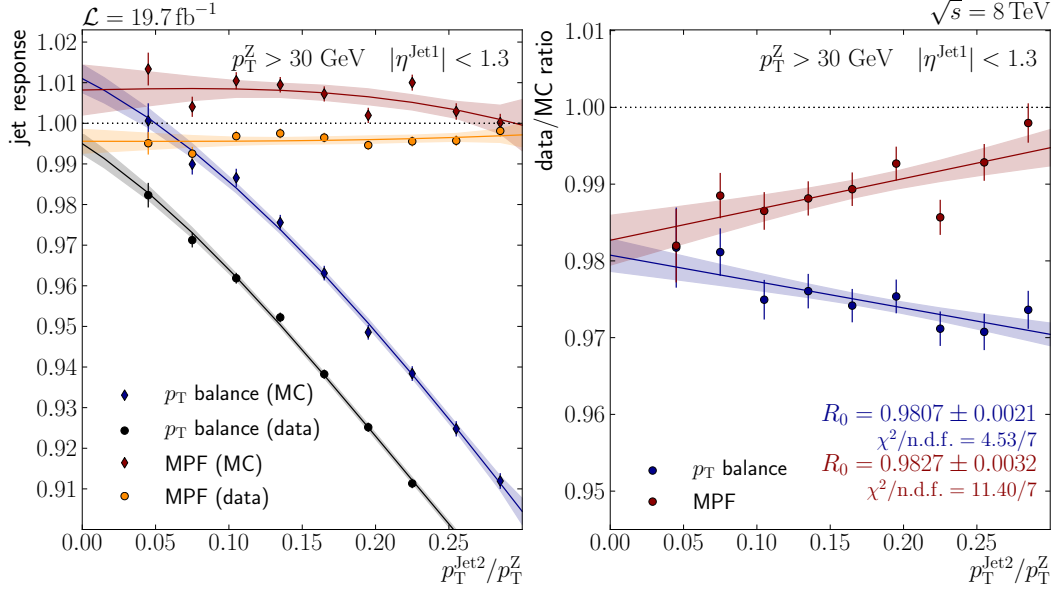 ℒ = 19.7 fb⁻¹
p_T^Z > 30 GeV |η^Jet1| < 1.3
jet response
1.02
1.01
1.00
0.99
0.98
0.97
0.96
0.95
0.94
0.93
0.92
0.91
p_T balance (MC)
p_T balance (data)
MPF (MC)
MPF (data)
0.00 0.05 0.10 0.15 0.20 0.25
p_T^Jet2/p_T^Z
√s = 8 TeV
p_T^Z > 30 GeV |η^Jet1| < 1.3
data/MC ratio
1.00
0.99
0.98
0.97
0.96
0.95
R₀ = 0.9807 ± 0.0021
χ²/n.d.f. = 4.53/7
R₀ = 0.9827 ± 0.0032
χ²/n.d.f. = 11.40/7
p_T balance
MPF
0.00 0.05 0.10 0.15 0.20 0.25
p_T^Jet2/p_T^Z